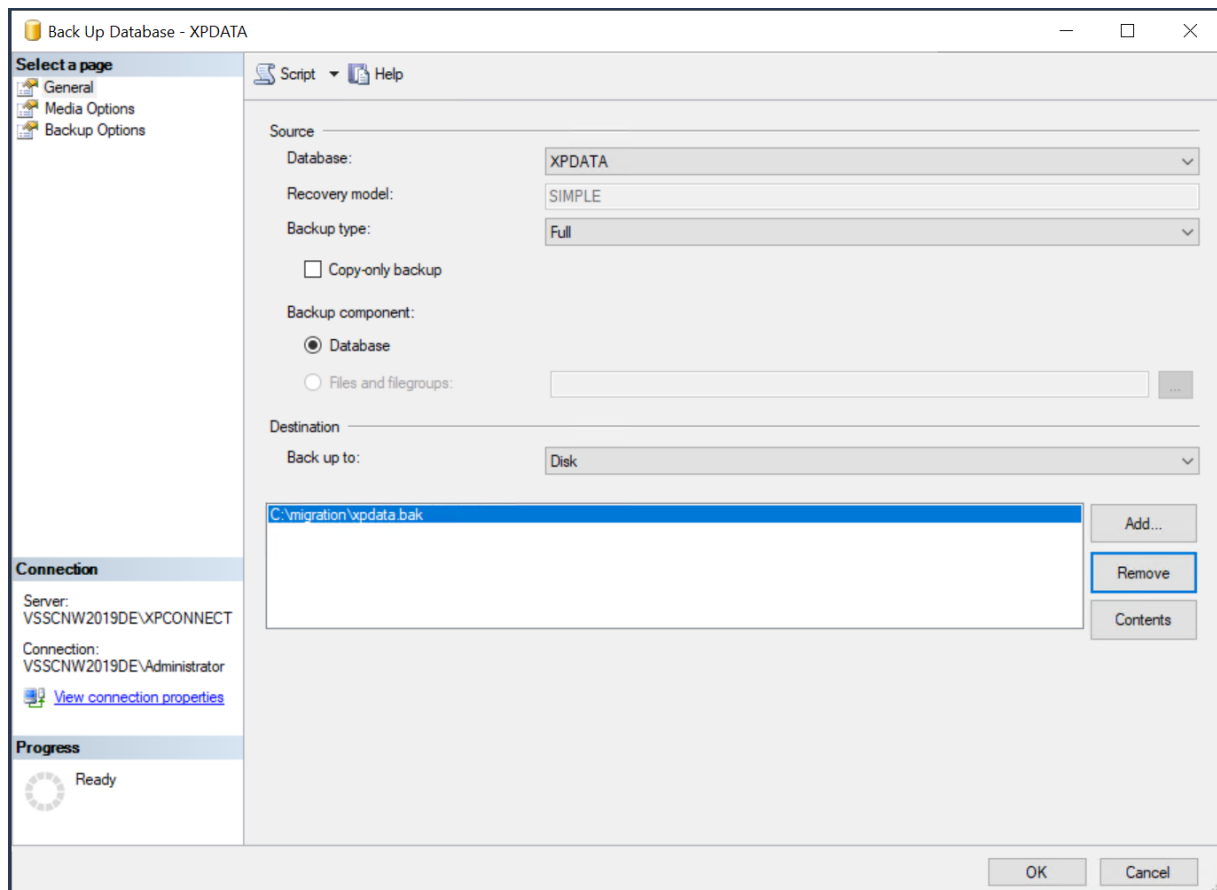 Back Up Database - XPDATA
Select a page
General
Media Options
Backup Options
Script
Help
Source
Database:
XPDATA
Recovery model:
SIMPLE
Backup type:
Full
Copy-only backup
Backup component:
Database
Files and filegroups:
...
Destination
Back up to:
Disk
C:\migration\xpdata.bak
Add...
Remove
Contents
Connection
Server:
VSSCNW2019DE\XPCONNECT
Connection:
VSSCNW2019DE\Administrator
View connection properties
Progress
Ready
OK
Cancel